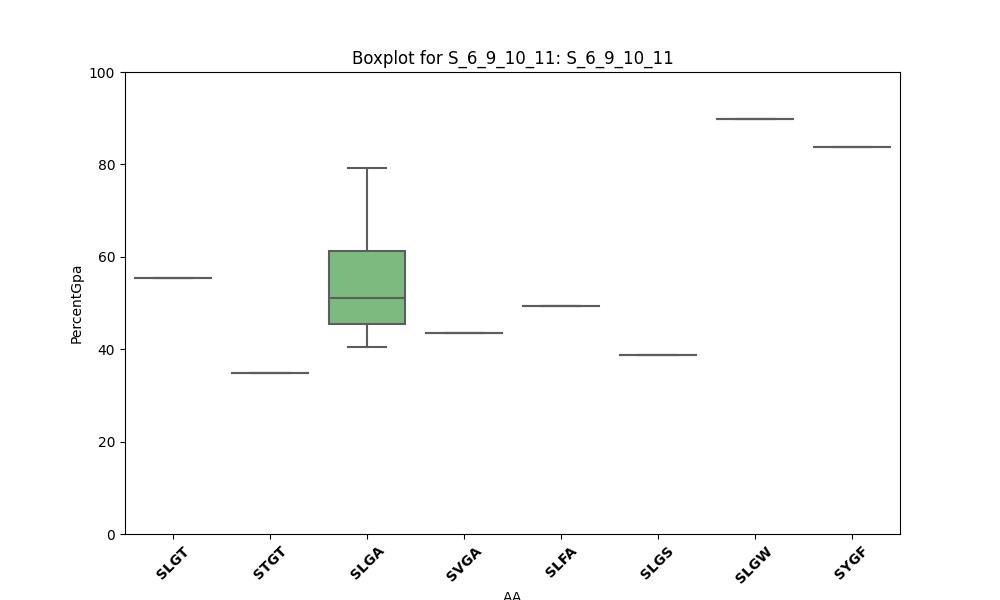 Boxplot for S_6_9_10_11: S_6_9_10_11
100
80
60
40
20
0
PercentGpa
SLGT
STGT
SLGA
SVGA
SLFA
SLGS
SLGW
SYGF
AA